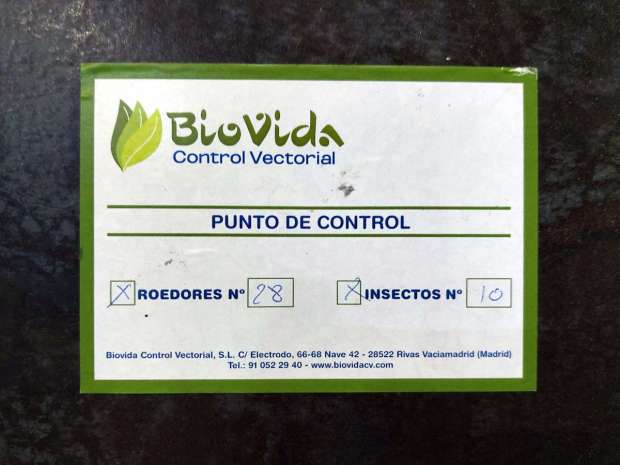 BioVida
Control Vectorial
PUNTO DE CONTROL
X ROEDORES Nº 28 X INSECTOS Nº 10
Biovida Control Vectorial, S.L. C/ Electrodo, 66-68 Nave 42 - 28522 Rivas Vaciamadrid (Madrid)
Tel.: 91 052 29 40 - www.biovidacv.com